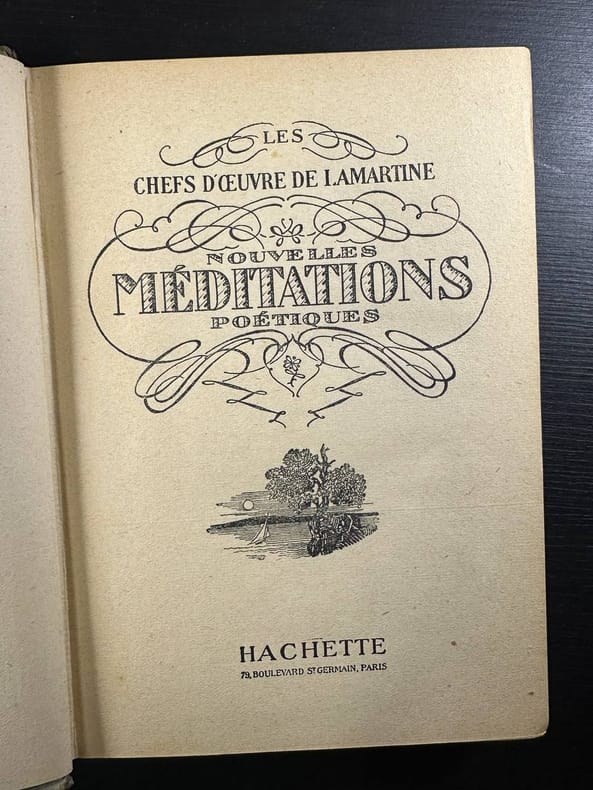 LES
CHEFS D'ŒUVRE DE LAMARTINE
NOUVELLES
MÉDITATIONS
POÉTIQUES
HACHETTE
79, BOULEVARD ST GERMAIN, PARIS